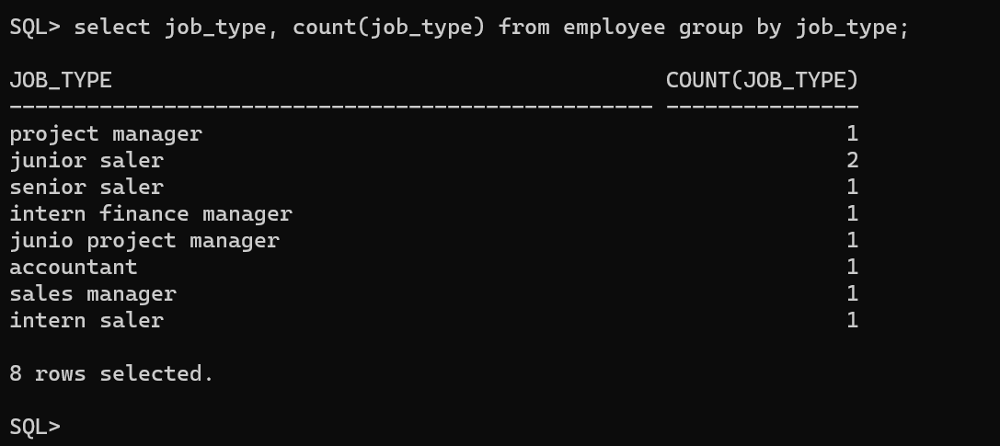 SQL> select job_type, count(job_type) from employee group by job_type;
JOB_TYPE COUNT(JOB_TYPE)
-------------------------------------------------- ---------------
project manager 1
junior saler 2
senior saler 1
intern finance manager 1
junio project manager 1
accountant 1
sales manager 1
intern saler 1
8 rows selected.
SQL>